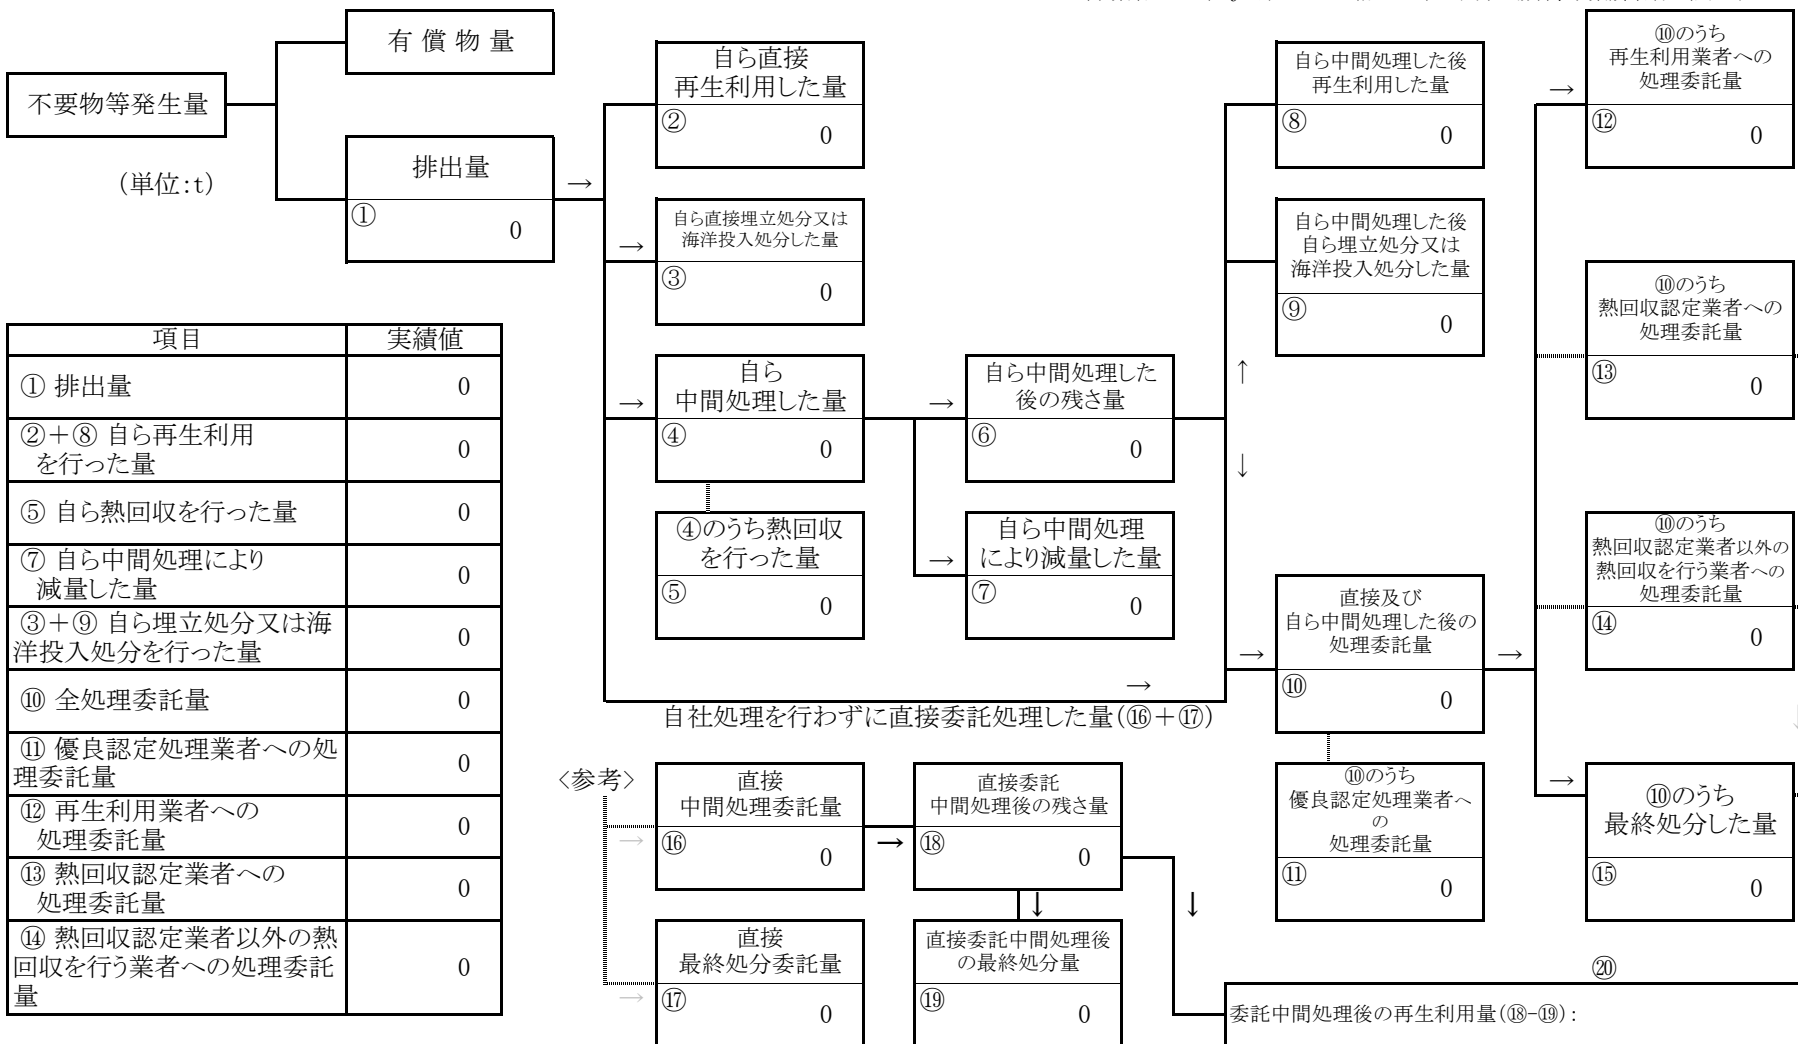 不要物等発生量
(単位:t)
有 償 物 量
排出量
①
0
→
自ら直接
再生利用した量
②
0
→
自ら直接埋立処分又は
海洋投入処分した量
③
0
→
自ら
中間処理した量
④
0
④のうち熱回収
を行った量
⑤
0
→
自ら中間処理した
後の残さ量
⑥
0
→
自ら中間処理
により減量した量
⑦
0
自ら中間処理した後
再生利用した量
⑧
0
自ら中間処理した後
自ら埋立処分又は
海洋投入処分した量
⑨
0
↑
↓
→
直接及び
自ら中間処理した後の
処理委託量
⑩
0
→
⑩のうち
優良認定処理業者へ
の
処理委託量
⑪
0
→
⑩のうち
再生利用業者への
処理委託量
⑫
0
⑩のうち
熱回収認定業者への
処理委託量
⑬
0
⑩のうち
熱回収認定業者以外の
熱回収を行う業者への
処理委託量
⑭
0
→
⑩のうち
最終処分した量
⑮
0
→
自社処理を行わずに直接委託処理した量(⑯+⑰)
項目 実績値
① 排出量 0
②+⑧ 自ら再生利用
を行った量 0
⑤ 自ら熱回収を行った量 0
⑦ 自ら中間処理により
減量した量 0
③+⑨ 自ら埋立処分又は海
洋投入処分を行った量 0
⑩ 全処理委託量 0
⑪ 優良認定処理業者への処
理委託量 0
⑫ 再生利用業者への
処理委託量 0
⑬ 熱回収認定業者への
処理委託量 0
⑭ 熱回収認定業者以外の熱
回収を行う業者への処理委託
量 0
<参考>
→
直接
中間処理委託量
⑯
0
→
直接委託
中間処理後の残さ量
⑱
0
↓
↓
→
直接
最終処分委託量
⑰
0
直接委託中間処理後
の最終処分量
⑲
0
⑳
委託中間処理後の再生利用量(⑱-⑲):